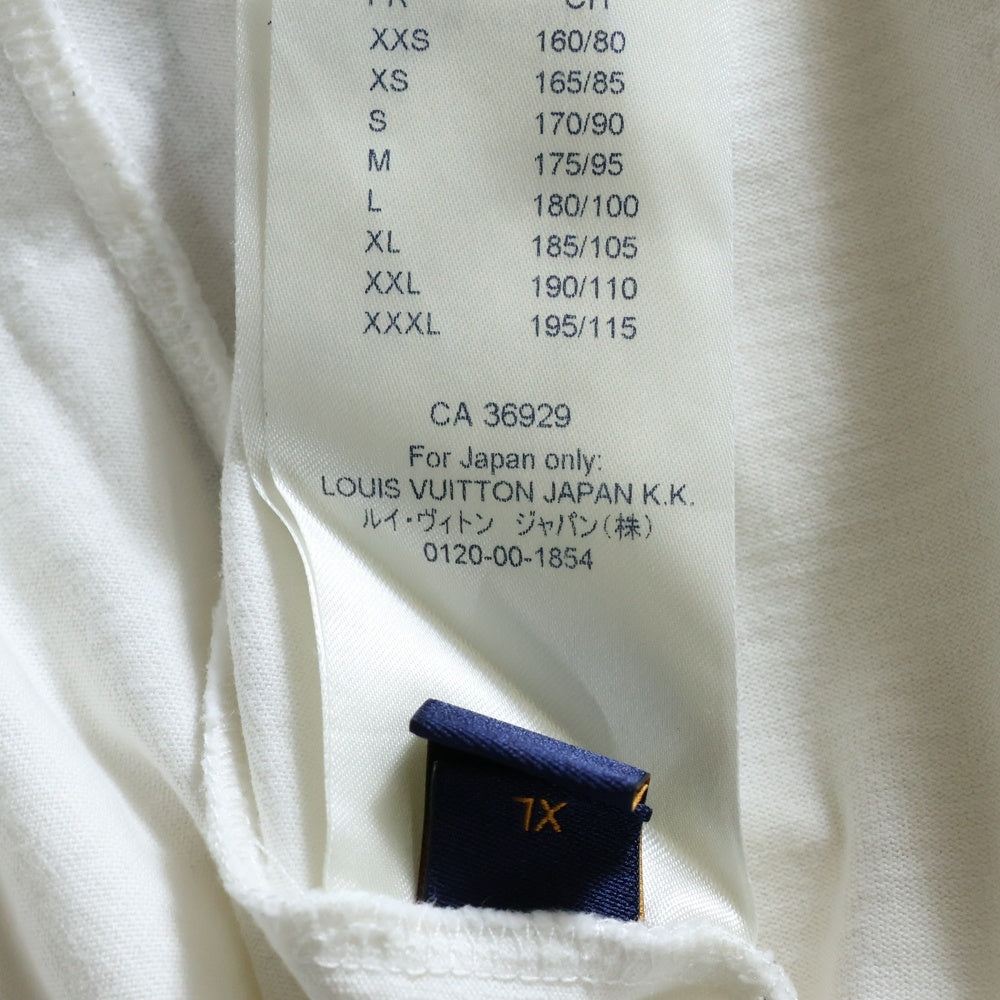 FR CH
XXS 160/80
XS 165/85
S 170/90
M 175/95
L 180/100
XL 185/105
XXL 190/110
XXXL 195/115
CA 36929
For Japan only:
LOUIS VUITTON JAPAN K.K.
ルイ・ヴィトン ジャパン(株)
0120-00-1854
XL